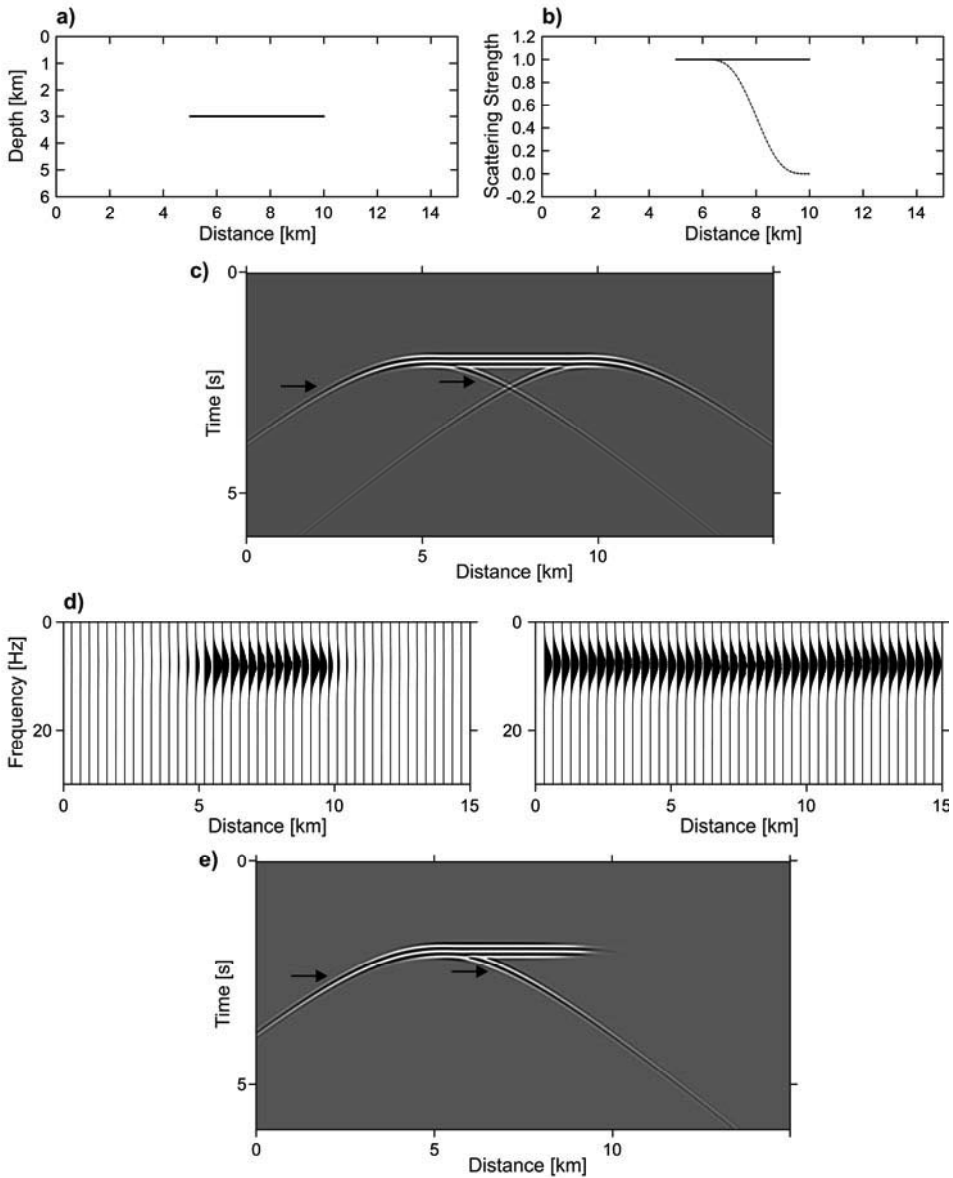 a)
0
1
2
3
4
5
6
Depth [km]
0 2 4 6 8 10 12 14
Distance [km]
b)
1.2
1.0
0.8
0.6
0.4
0.2
0.0
-0.2
Scattering Strength
0 2 4 6 8 10 12 14
Distance [km]
c)
0
5
Time [s]
0 5 10
Distance [km]
d)
0
20
Frequency [Hz]
0 5 10 15
Distance [km]
0 5 10 15
Distance [km]
e)
0
5
Time [s]
0 5 10
Distance [km]